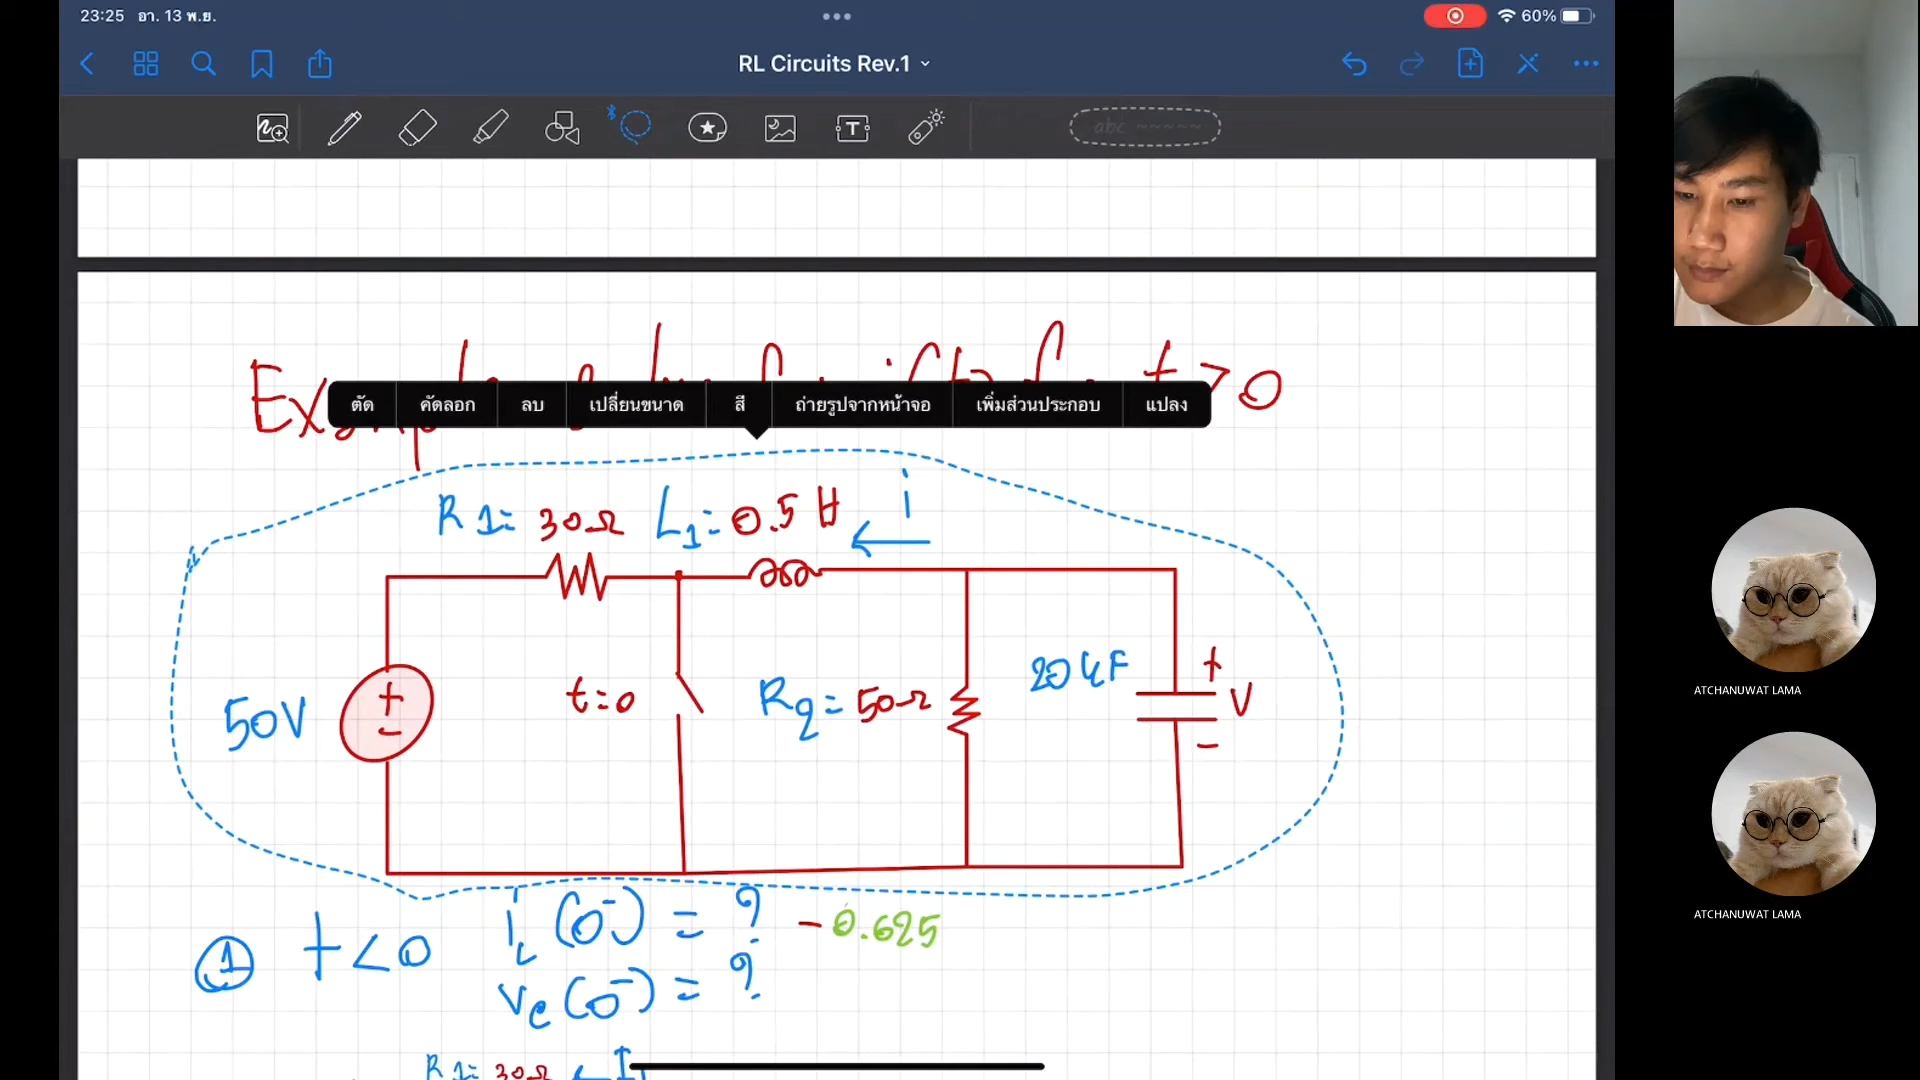 23:25 อา. 13 พ.ย.
60%
RL Circuits Rev.1
abc
t > 0
ตัด คัดลอก ลบ เปลี่ยนขนาด สี ถ่ายรูปจากหน้าจอ เพิ่มส่วนประกอบ แปลง
R1= 30Ω L1= 0.5 H i
50V + - t=0 R2= 50Ω 20 μF + V -
① t<0 iL(0-) = ? -0.625
vc(0-) = ?
R1= 30Ω
ATCHANUWAT LAMA
ATCHANUWAT LAMA